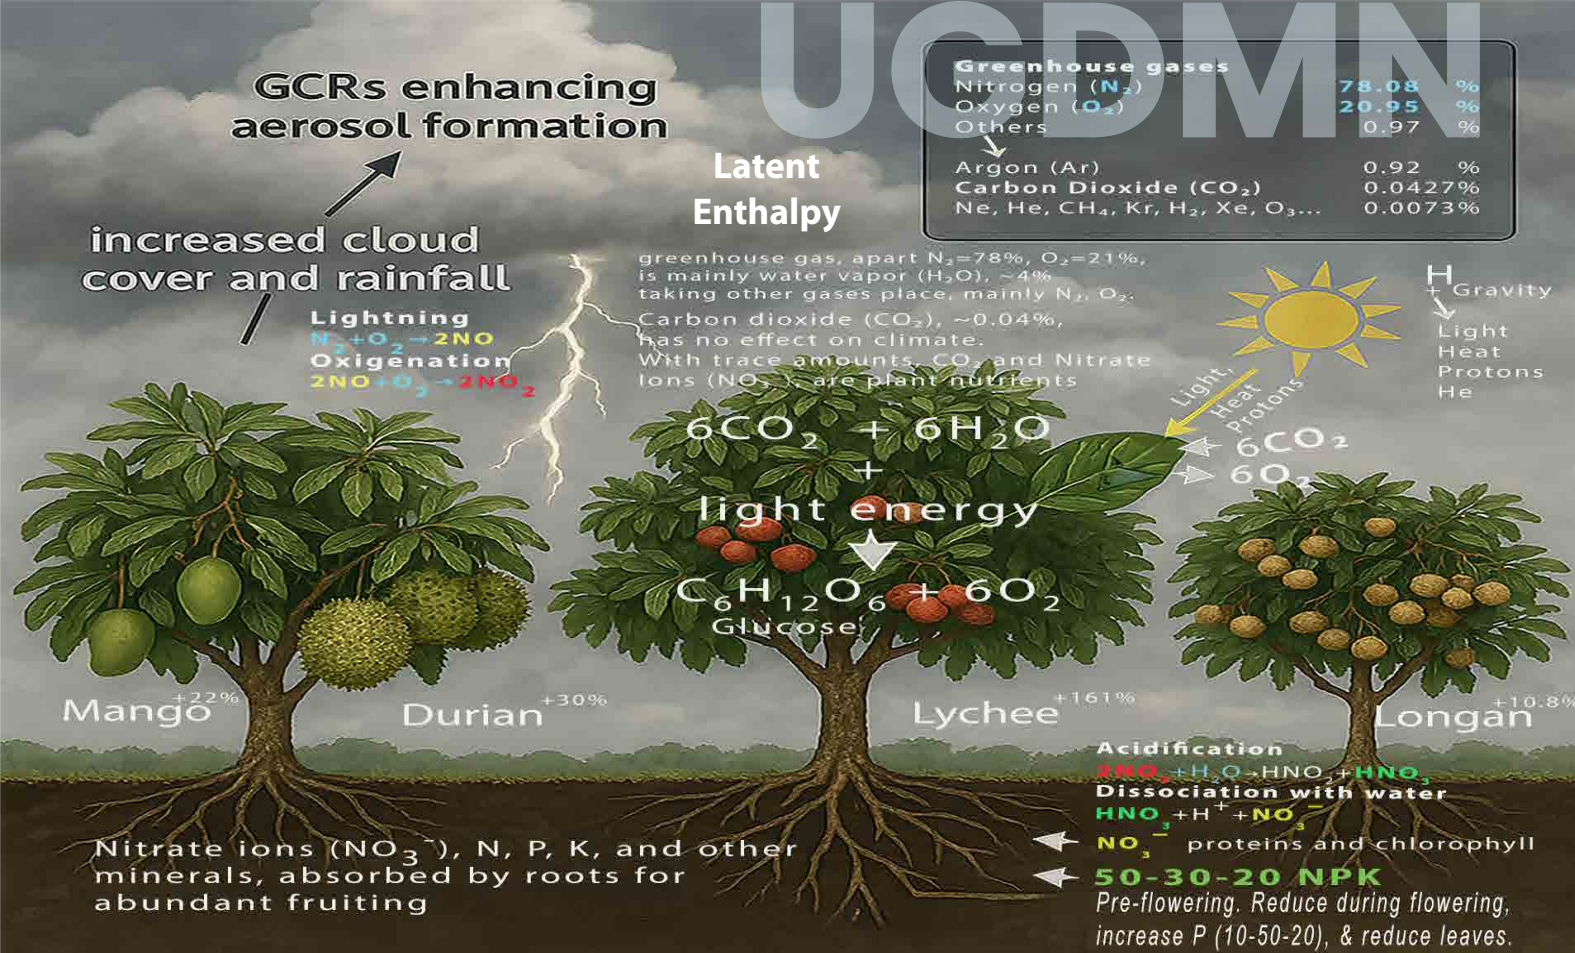 UCDMN
GCRs enhancing
aerosol formation
increased cloud
cover and rainfall
Lightning
N₂+O₂→2NO
Oxigenation
2NO+O₂→2NO₂
Latent
Enthalpy
Greenhouse gases
Nitrogen (N₂) 78.08 %
Oxygen (O₂) 20.95 %
Others 0.97 %
Argon (Ar) 0.92 %
Carbon Dioxide (CO₂) 0.0427%
Ne, He, CH₄, Kr, H₂, Xe, O₃... 0.0073%
greenhouse gas, apart N₂=78%, O₂=21%,
is mainly water vapor (H₂O), ~4%
taking other gases place, mainly N₂, O₂.
Carbon dioxide (CO₂), ~0.04%,
has no effect on climate.
With trace amounts, CO₂ and Nitrate
Ions (NO₃⁻), are plant nutrients
H
+ Gravity
Light
Heat
Protons
He
Light,
Heat
Protons
6CO₂
6O₂
6CO₂ + 6H₂O
+
light energy
C₆H₁₂O₆ + 6O₂
Glucose
Mango +22%
Durian +30%
Lychee +161%
Longan +10.8%
Nitrate ions (NO₃⁻), N, P, K, and other
minerals, absorbed by roots for
abundant fruiting
Acidification
2NO₂+H₂O→HNO₂+HNO₃
Dissociation with water
HNO₃+H⁺+NO₃⁻
NO₃⁻ proteins and chlorophyll
50-30-20 NPK
Pre-flowering. Reduce during flowering,
increase P (10-50-20), & reduce leaves.